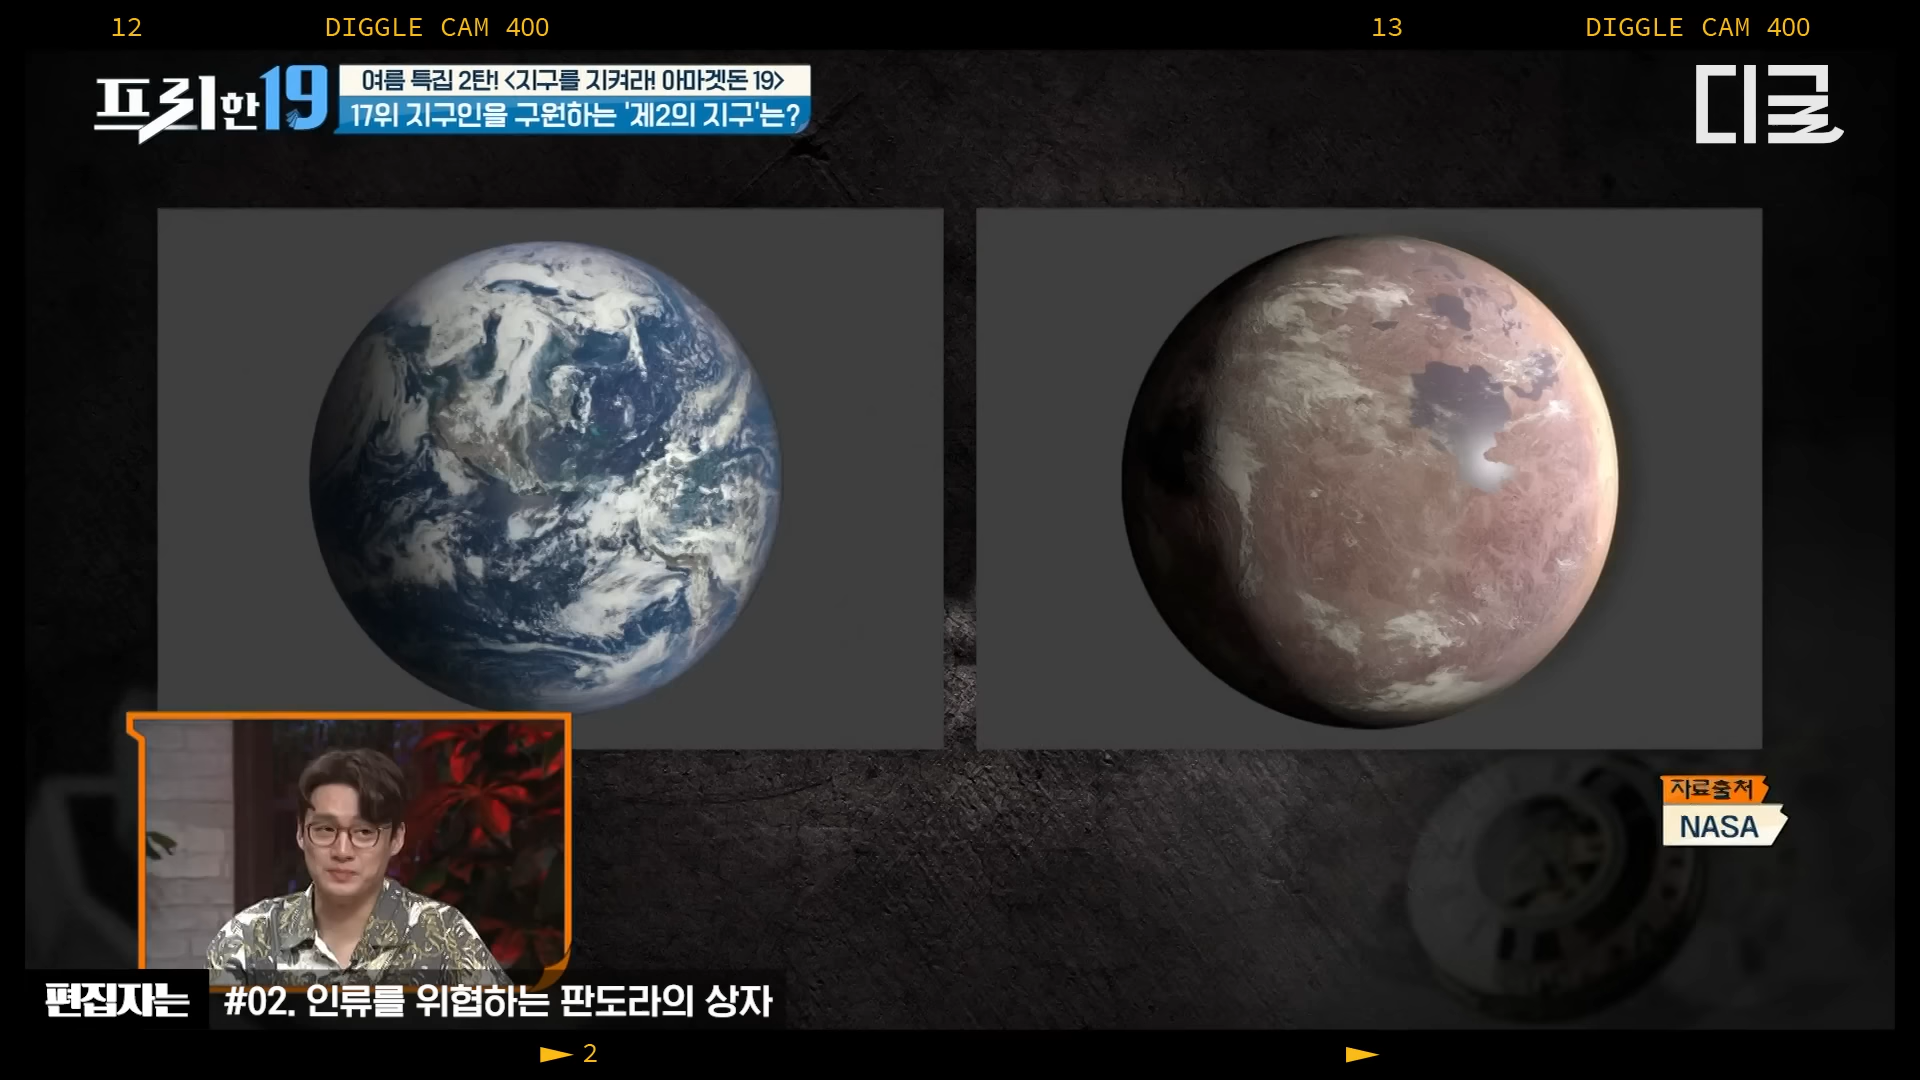 12
DIGGLE CAM 400
13
DIGGLE CAM 400
프리한19
여름 특집 2탄! <지구를 지켜라! 아마겟돈 19>
17위 지구인을 구원하는 '제2의 지구'는?
디글
자료출처
NASA
편집자는
#02. 인류를 위협하는 판도라의 상자
2